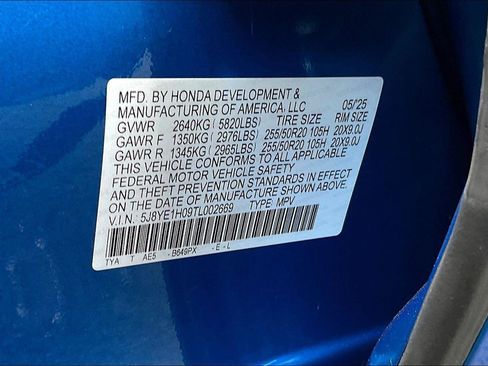 MFD. BY HONDA DEVELOPMENT &
MANUFACTURING OF AMERICA, LLC 05/25
GVWR 2640KG ( 5820LBS) TIRE SIZE RIM SIZE
GAWR F 1350KG ( 2976LBS) 255/50R20 105H 20X9.0J
GAWR R 1345KG ( 2965LBS) 255/50R20 105H 20X9.0J
THIS VEHICLE CONFORMS TO ALL APPLICABLE
FEDERAL MOTOR VEHICLE SAFETY
AND THEFT PREVENTION STANDARDS IN EFFECT
ON THE DATE OF MANUFACTURE SHOWN ABOVE.
V.I.N.: 5J8YE1H09TL002669 TYPE: MPV
TYA T AE5 - B649PX - E - L